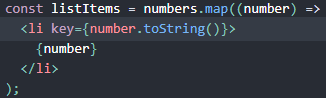 const listItems = numbers.map((number) =>
  <li key={number.toString()}>
    {number}
  </li>
);